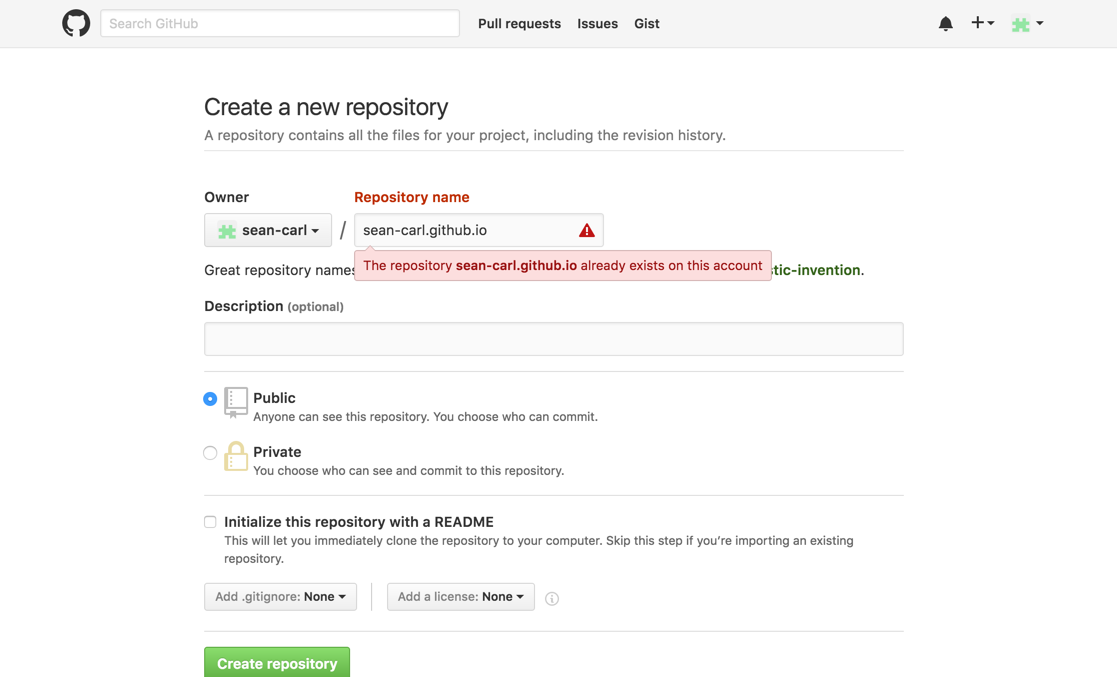 Search GitHub Pull requests Issues Gist
Create a new repository
A repository contains all the files for your project, including the revision history.
Owner Repository name
sean-carl / sean-carl.github.io
The repository sean-carl.github.io already exists on this account
Great repository names tic-invention.
Description (optional)
Public
Anyone can see this repository. You choose who can commit.
Private
You choose who can see and commit to this repository.
Initialize this repository with a README
This will let you immediately clone the repository to your computer. Skip this step if you’re importing an existing
repository.
Add .gitignore: None Add a license: None
Create repository